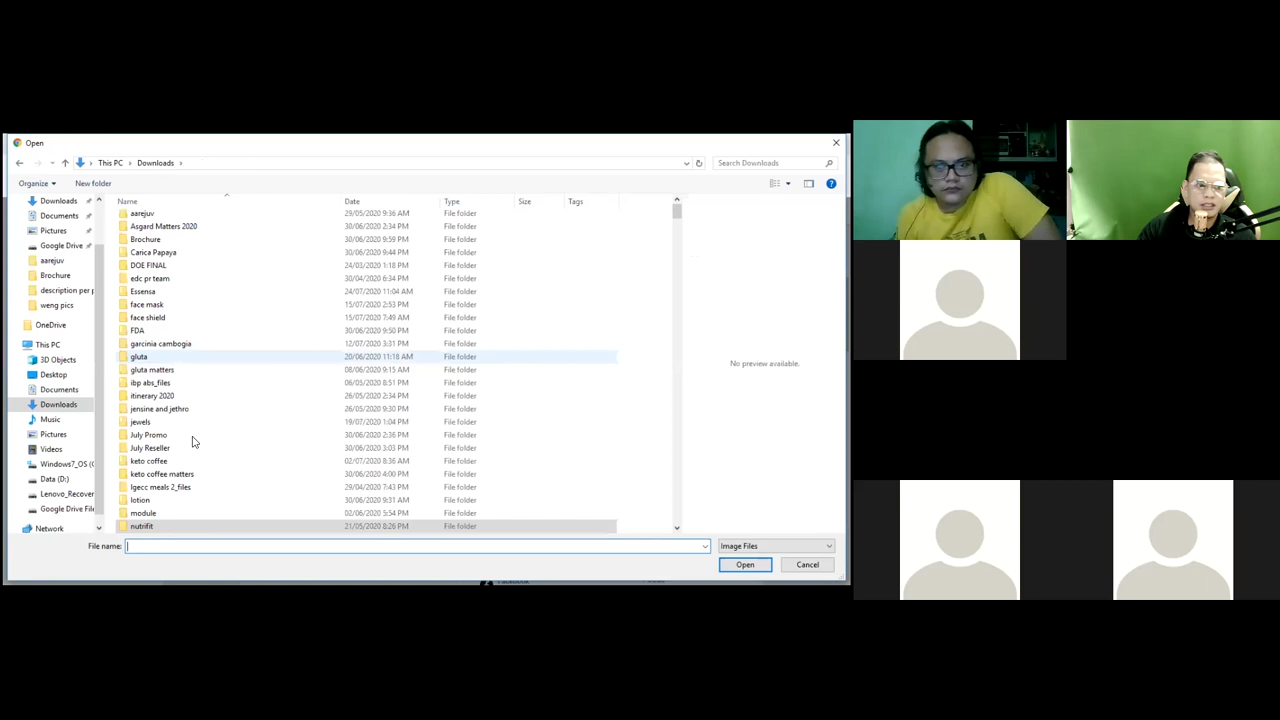 Open
This PC > Downloads >
Search Downloads
Organize
New folder
Name Date Type Size Tags
Downloads
Documents
Pictures
Google Drive
aarejuv
Brochure
description per p
weng pics
OneDrive
This PC
3D Objects
Desktop
Documents
Downloads
Music
Pictures
Videos
Windows7_OS (C
Data (D:)
Lenovo_Recover
Google Drive File
Network
aarejuv 29/05/2020 9:36 AM File folder
Asgard Matters 2020 30/06/2020 2:34 PM File folder
Brochure 30/06/2020 9:59 PM File folder
Carica Papaya 30/06/2020 9:44 PM File folder
DOE FINAL 24/03/2020 1:18 PM File folder
edc pr team 30/04/2020 6:34 PM File folder
Essensa 24/07/2020 11:04 AM File folder
face mask 15/07/2020 2:53 PM File folder
face shield 15/07/2020 7:49 AM File folder
FDA 30/06/2020 9:50 PM File folder
garcinia cambogia 12/07/2020 3:31 PM File folder
gluta 20/06/2020 11:18 AM File folder
gluta matters 08/06/2020 9:15 AM File folder
ibp abs_files 06/05/2020 8:51 PM File folder
itinerary 2020 26/05/2020 2:34 PM File folder
jensine and jethro 26/05/2020 9:30 PM File folder
jewels 19/07/2020 1:04 PM File folder
July Promo 30/06/2020 2:36 PM File folder
July Reseller 30/06/2020 3:03 PM File folder
keto coffee 02/07/2020 8:36 AM File folder
keto coffee matters 30/06/2020 4:00 PM File folder
lgecc meals 2_files 29/04/2020 7:43 PM File folder
lotion 30/06/2020 9:31 AM File folder
module 02/06/2020 5:54 PM File folder
nutrifit 21/05/2020 8:26 PM File folder
No preview available.
File name:
Image Files
Open
Cancel